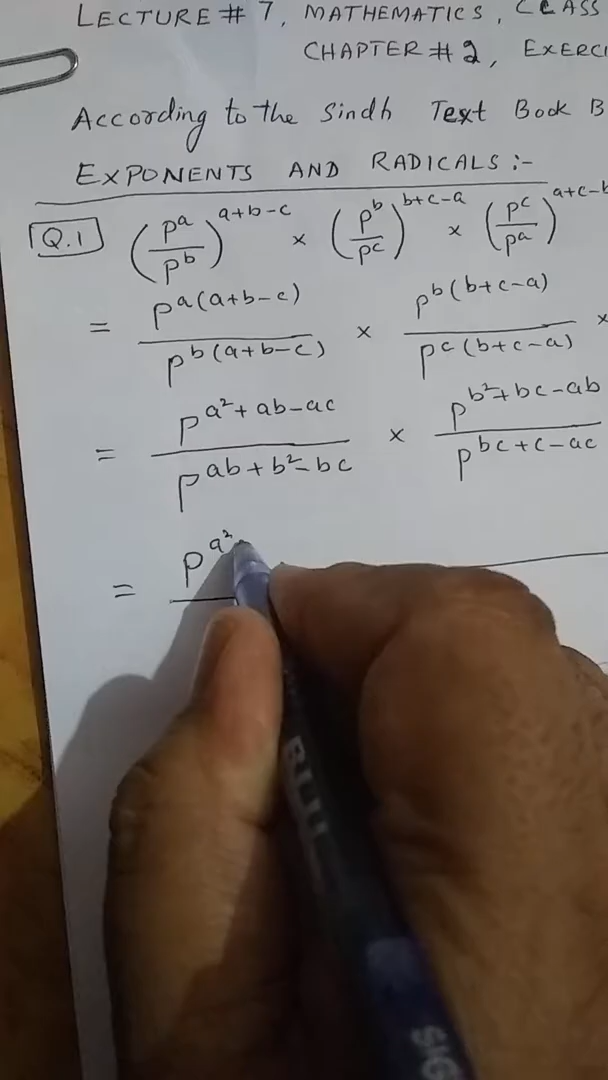 LECTURE # 7, MATHEMATICS, CLASS
CHAPTER # 2, EXERCI
According to the Sindh Text Book B
EXPONENTS AND RADICALS :-
Q.1 (P^a/P^b)^(a+b-c) × (P^b/P^c)^(b+c-a) × (P^c/P^a)^(a+c-b
= P^a(a+b-c)/P^b(a+b-c) × P^b(b+c-a)/P^c(b+c-a) ×
= P^(a²+ab-ac)/P^(ab+b²-bc) × P^(b²+bc-ab)/P^(bc+c-ac)
= P^a²
SIG